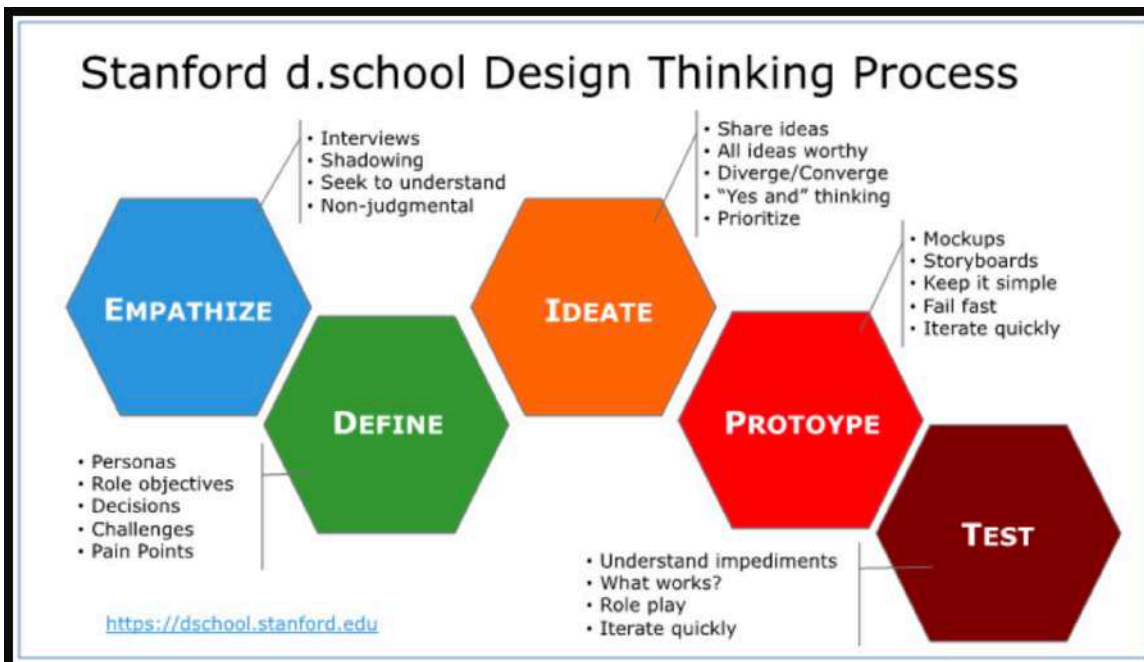 Stanford d.school Design Thinking Process
• Interviews
• Shadowing
• Seek to understand
• Non-judgmental
EMPATHIZE
• Personas
• Role objectives
• Decisions
• Challenges
• Pain Points
DEFINE
• Share ideas
• All ideas worthy
• Diverge/Converge
• “Yes and” thinking
• Prioritize
IDEATE
• Mockups
• Storyboards
• Keep it simple
• Fail fast
• Iterate quickly
PROTOYPE
• Understand impediments
• What works?
• Role play
• Iterate quickly
TEST
https://dschool.stanford.edu